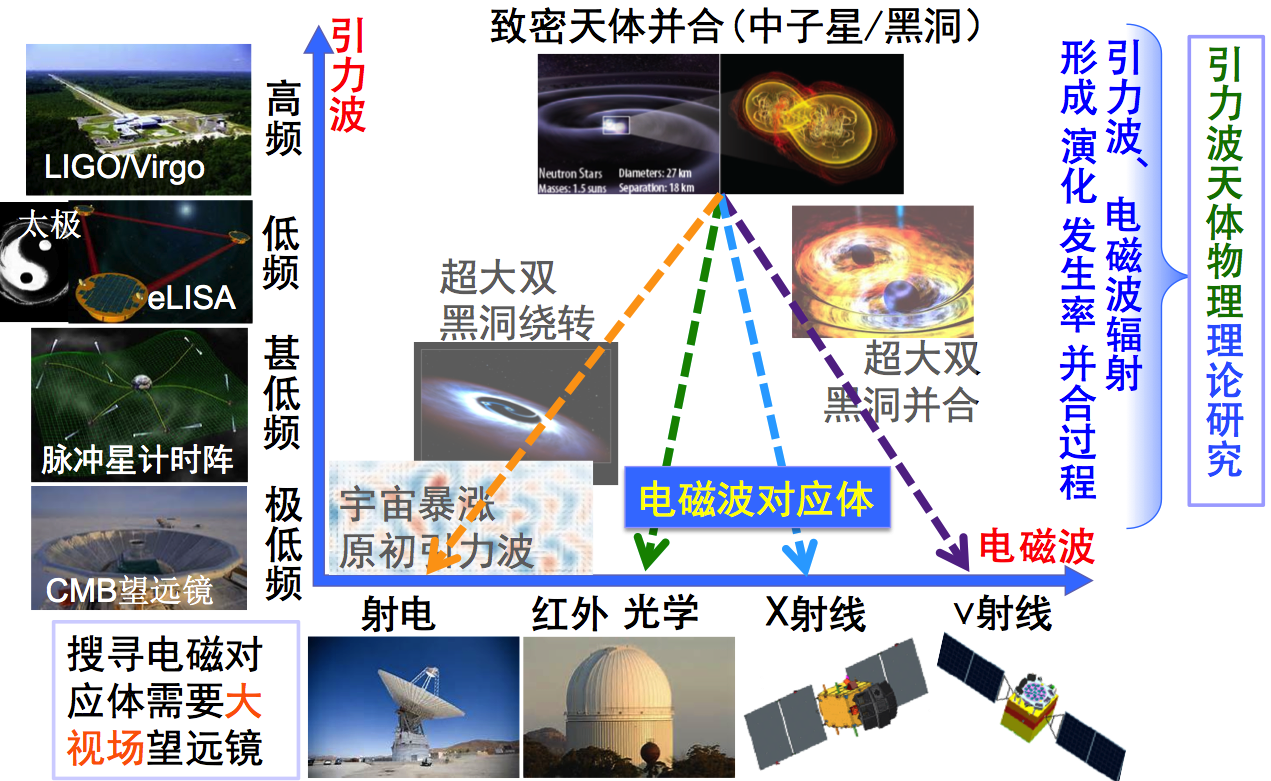 致密天体并合(中子星/黑洞)
引力波
高频
LIGO/Virgo
Neutron Stars
Masses: 1.5 suns
Diameters: 27 km
Separation: 18 km
太极
eLISA
低频
超大双
黑洞绕转
超大双
黑洞并合
脉冲星计时阵
甚低频
宇宙暴涨
原初引力波
电磁波对应体
CMB望远镜
极低频
电磁波
射电
红外 光学
X射线
γ射线
搜寻电磁对
应体需要大
视场望远镜
引力波、电磁波辐射
形成 演化 发生率 并合过程
引力波天体物理理论研究